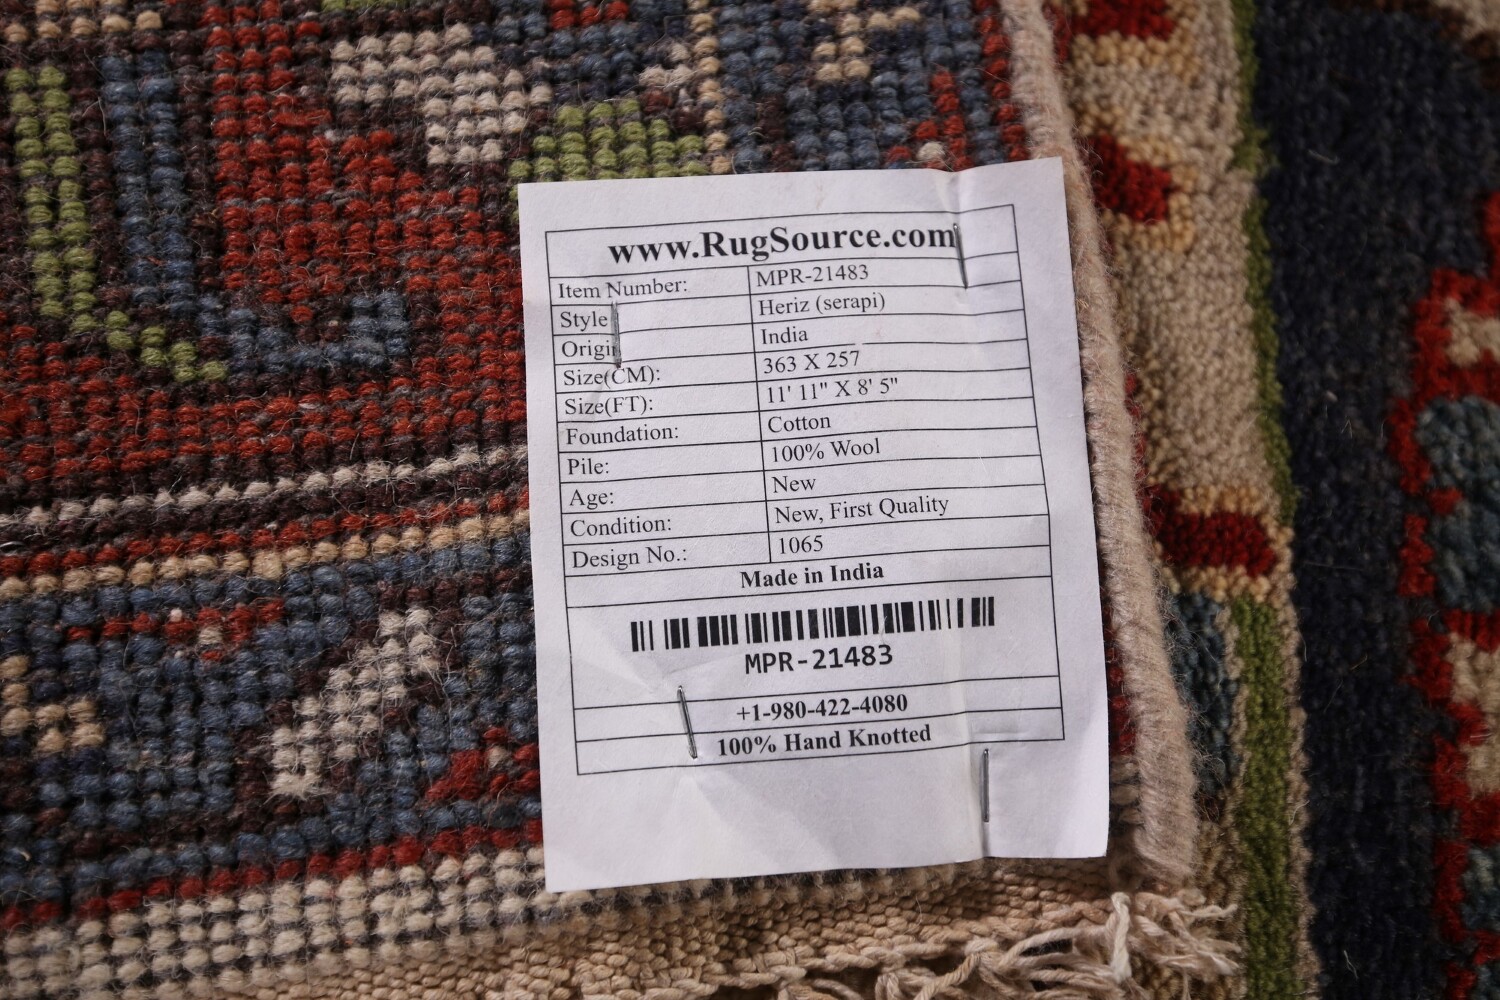 www.RugSource.com
Item Number: MPR-21483
Style Heriz (serapi)
Origin India
Size(CM): 363 X 257
Size(FT): 11' 11" X 8' 5"
Foundation: Cotton
Pile: 100% Wool
Age: New
Condition: New, First Quality
Design No.: 1065
Made in India
MPR-21483
+1-980-422-4080
100% Hand Knotted